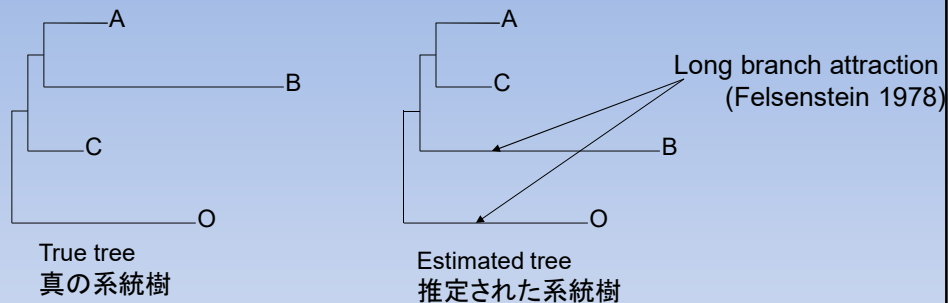 A
B
C
O
True tree
真の系統樹
A
C
B
O
Estimated tree
推定された系統樹
Long branch attraction
(Felsenstein 1978)